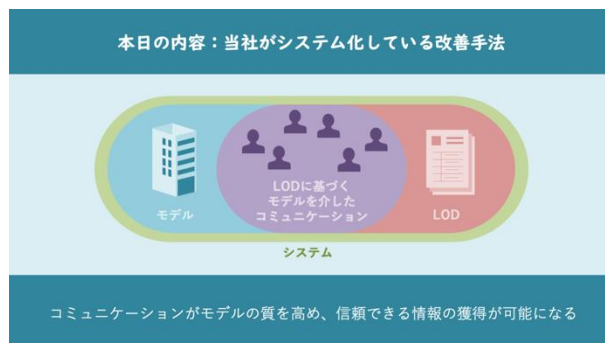 本日の内容：当社がシステム化している改善手法
LODに基づく
モデルを介した
コミュニケーション
モデル
LOD
システム
コミュニケーションがモデルの質を高め、信頼できる情報の獲得が可能になる